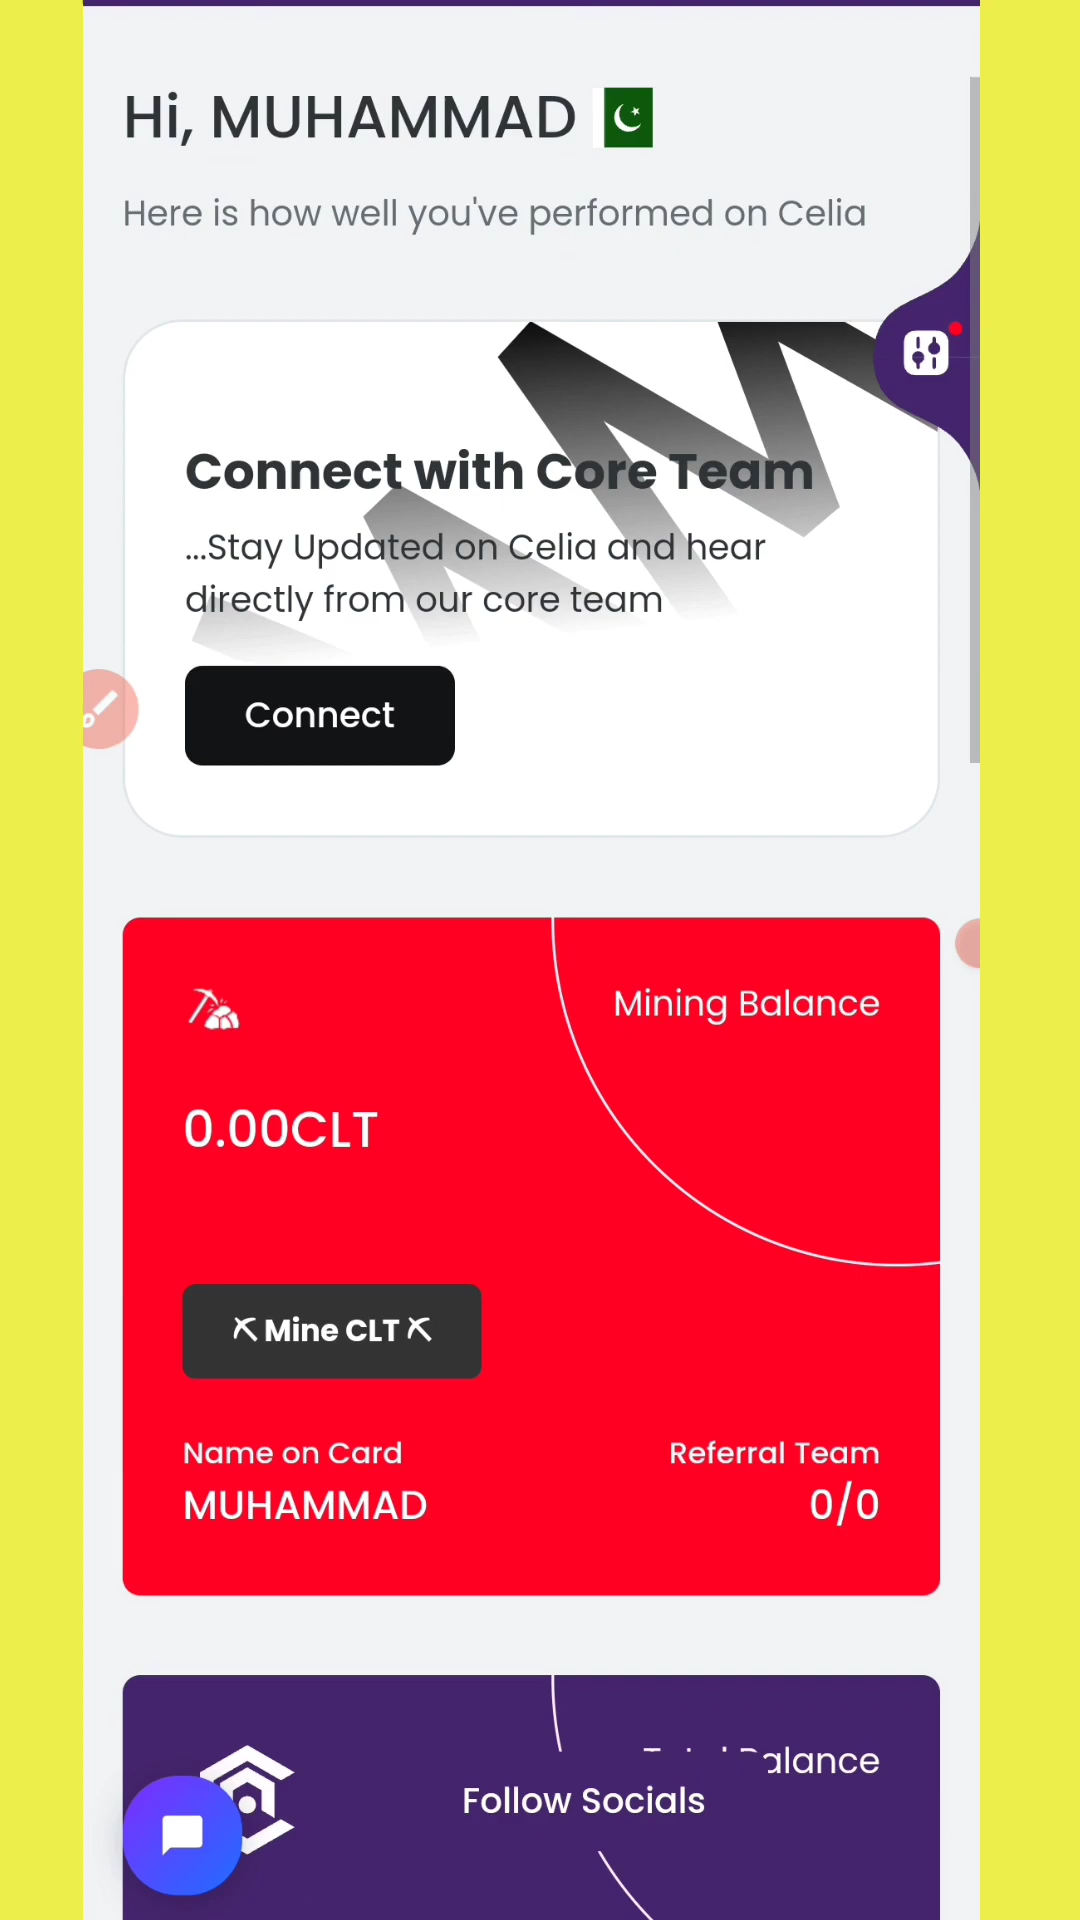 Hi, MUHAMMAD
Here is how well you've performed on Celia
Connect with Core Team
...Stay Updated on Celia and hear
directly from our core team
Connect
Mining Balance
0.00CLT
⛏ Mine CLT ⛏
Name on Card
Referral Team
MUHAMMAD
0/0
Follow Socials